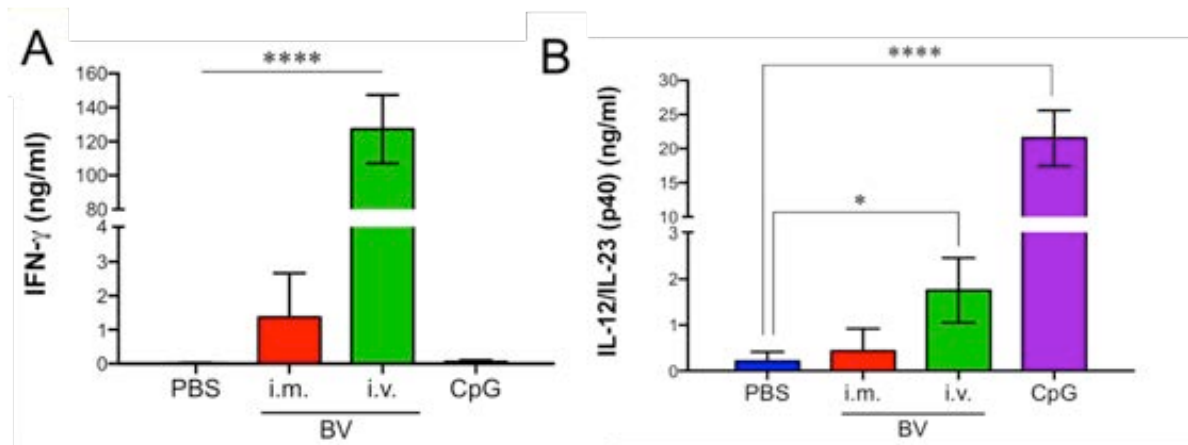 A
****
IFN-γ (ng/ml)
160
140
120
100
80
4
3
2
1
0
PBS
i.m.
i.v.
CpG
BV
B
****
*
IL-12/IL-23 (p40) (ng/ml)
30
25
20
15
10
3
2
1
0
PBS
i.m.
i.v.
CpG
BV